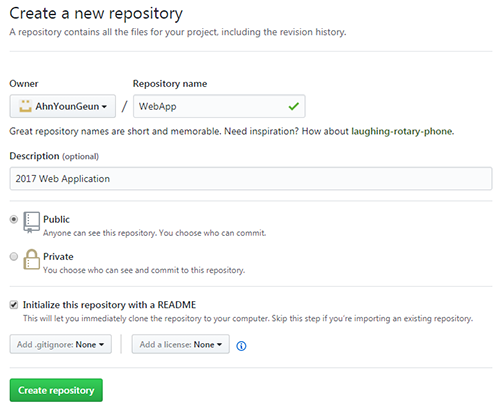 Create a new repository
A repository contains all the files for your project, including the revision history.
Owner Repository name
AhnYounGeun / WebApp
Great repository names are short and memorable. Need inspiration? How about laughing-rotary-phone.
Description (optional)
2017 Web Application
Public
Anyone can see this repository. You choose who can commit.
Private
You choose who can see and commit to this repository.
Initialize this repository with a README
This will let you immediately clone the repository to your computer. Skip this step if you're importing an existing repository.
Add .gitignore: None Add a license: None
Create repository